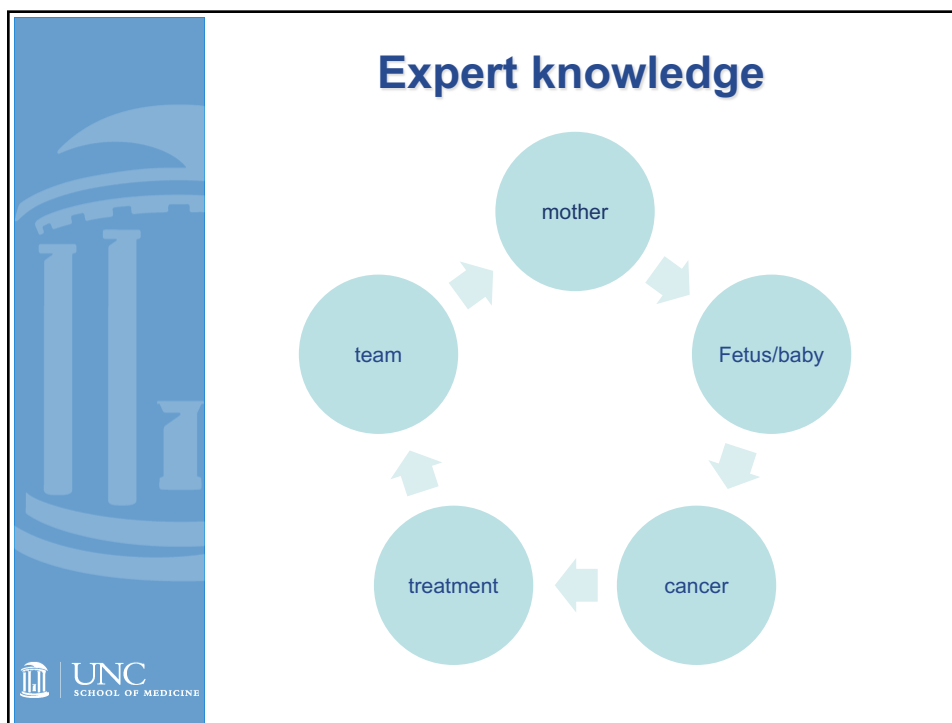 Expert knowledge
mother
team
Fetus/baby
treatment
cancer
UNC
SCHOOL OF MEDICINE